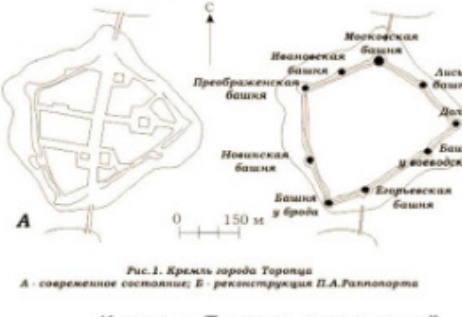 С
Московская
башня
Ивановская
башня
Преображенская
башня
Новинская
башня
Башня
у брода
Егорьевская
башня
А
0 150 м
Рис.1. Кремль города Торопца
А - современное состояние; Б - реконструкция П.А.Раппопорта